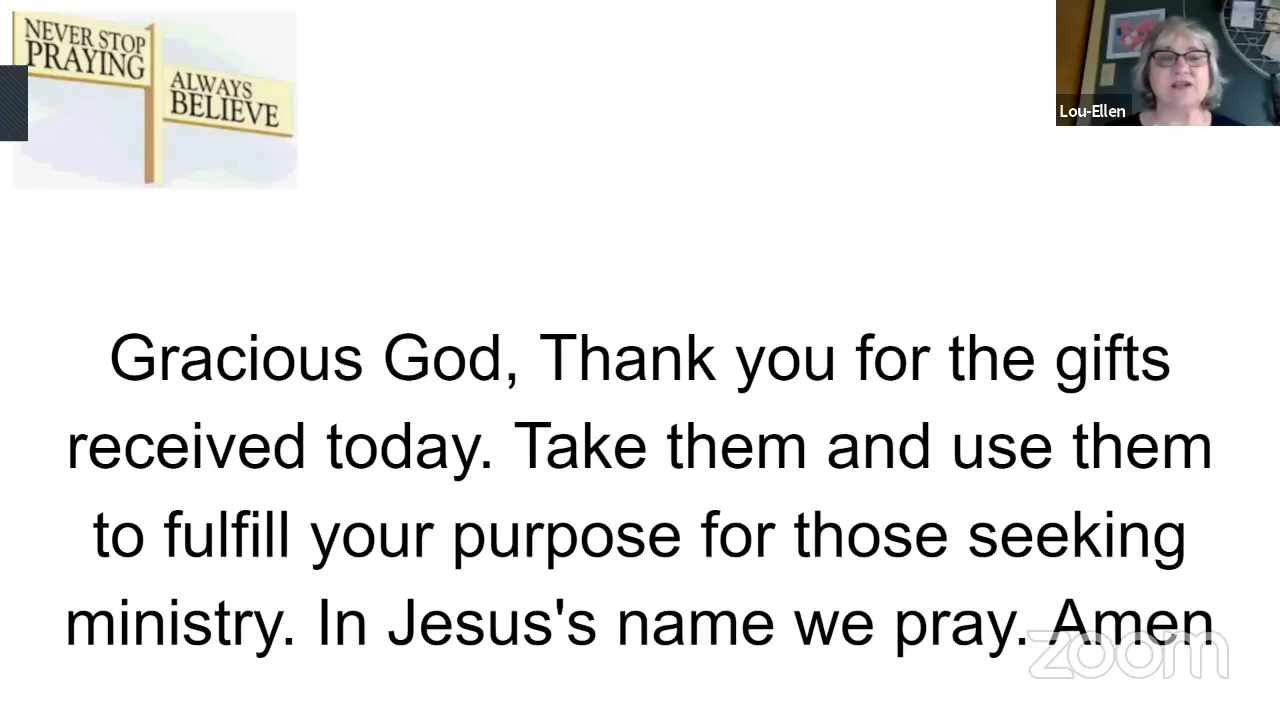 NEVER STOP
PRAYING
ALWAYS
BELIEVE
Lou-Ellen
Gracious God, Thank you for the gifts
received today. Take them and use them
to fulfill your purpose for those seeking
ministry. In Jesus's name we pray. Amen
zoom